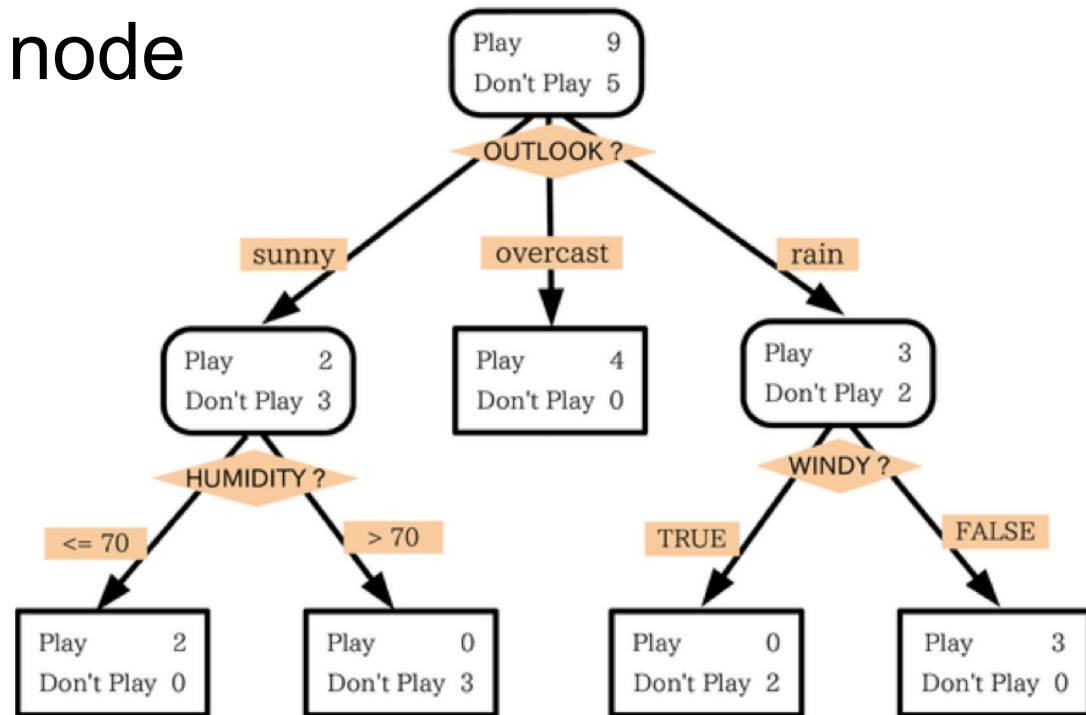 node
Play 9
Don't Play 5
OUTLOOK ?
sunny
overcast
rain
Play 2
Don't Play 3
Play 4
Don't Play 0
Play 3
Don't Play 2
HUMIDITY ?
WINDY ?
<= 70
> 70
TRUE
FALSE
Play 2
Don't Play 0
Play 0
Don't Play 3
Play 0
Don't Play 2
Play 3
Don't Play 0